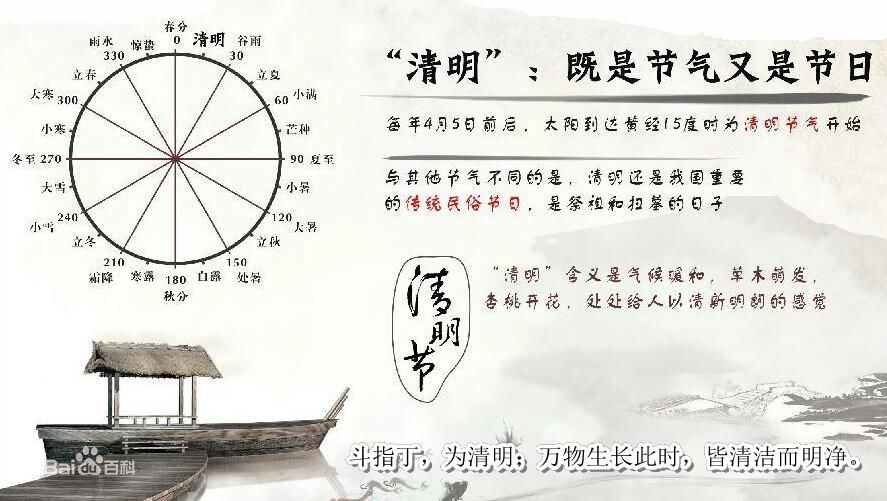 春分
0
清明
谷雨
30
立夏
60
小满
芒种
90 夏至
小暑
120
大暑
立秋
150
处暑
白露
180
秋分
寒露
210
霜降
立冬
240
小雪
大雪
冬至 270
小寒
300
大寒
立春
330
雨水
惊蛰
“清明”：既是节气又是节日
每年4月5日前后，太阳到达黄经15度时为清明节气开始
与其他节气不同的是，清明还是我国重要
的传统民俗节日，是祭祖和扫墓的日子
“清明”含义是气候暖和，草木萌发，
杏桃开花，处处给人以清新明朗的感觉
清明节
Bai du 百科
斗指丁，为清明；万物生长此时，皆清洁而明净。